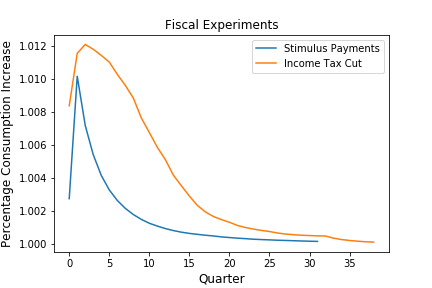 Fiscal Experiments
Percentage Consumption Increase
1.012
1.010
1.008
1.006
1.004
1.002
1.000
Stimulus Payments
Income Tax Cut
0 5 10 15 20 25 30 35
Quarter